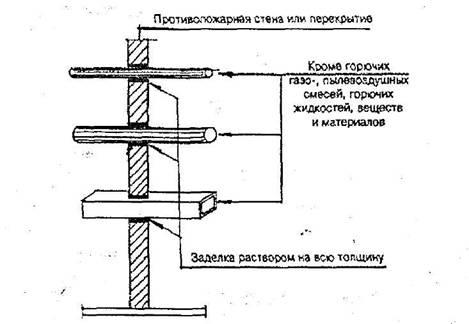 Противопожарная стена или перекрытие
Кроме горючих
газо-, пылевоздушных
смесей, горючих
жидкостей, веществ
и материалов
Заделка раствором на всю толщину